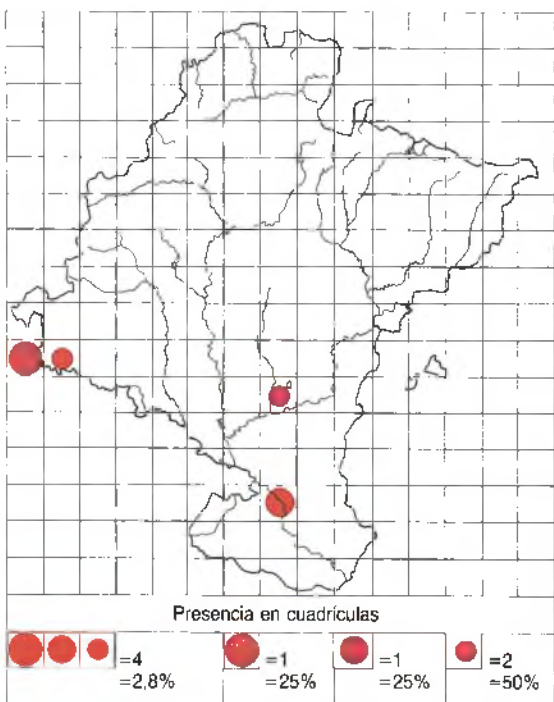 Presencia en cuadrículas
=4 =1 =1 =2
=2,8% =25% =25% =50%